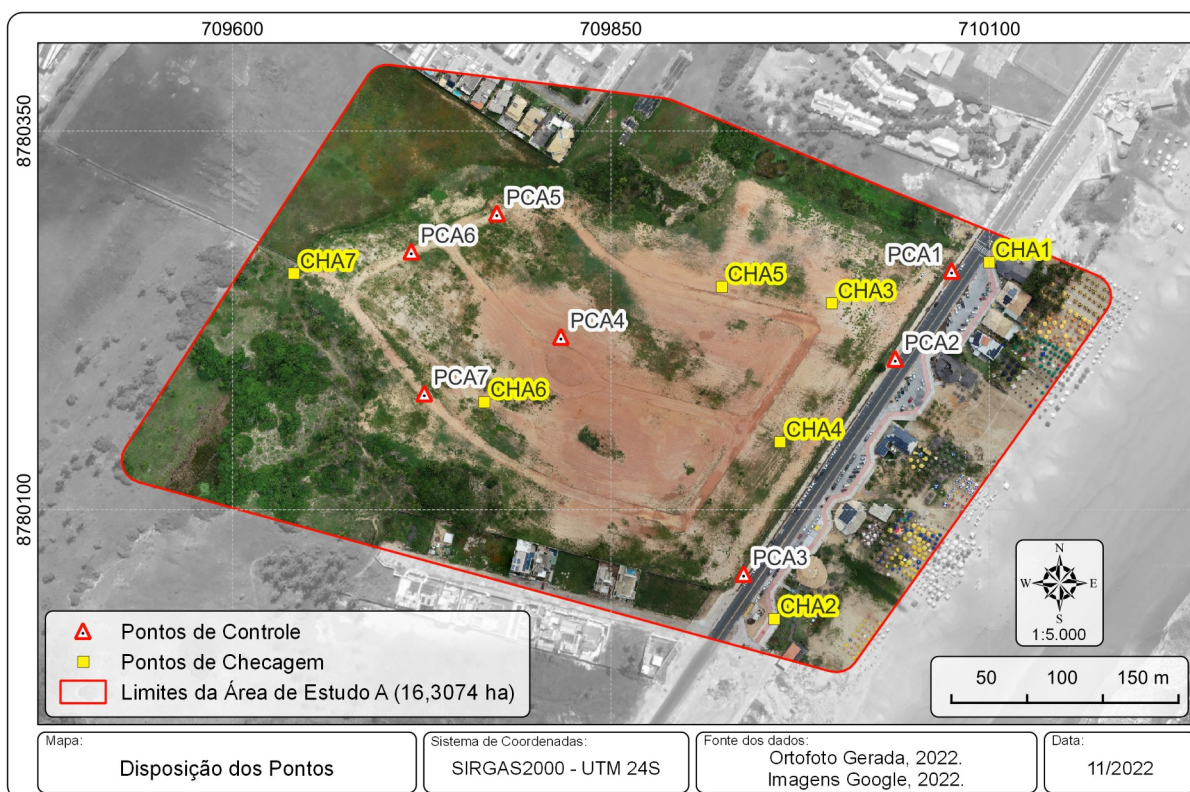 709600
709850
710100
8780350
8780100
PCA5
PCA6
CHA7
PCA1
CHA1
CHA5
CHA3
PCA4
PCA2
PCA7
CHA6
CHA4
PCA3
CHA2
N
W E
S
1:5.000
Pontos de Controle
Pontos de Checagem
Limites da Área de Estudo A (16,3074 ha)
50 100 150 m
Mapa:
Disposição dos Pontos
Sistema de Coordenadas:
SIRGAS2000 - UTM 24S
Fonte dos dados:
Ortofoto Gerada, 2022.
Imagens Google, 2022.
Data:
11/2022